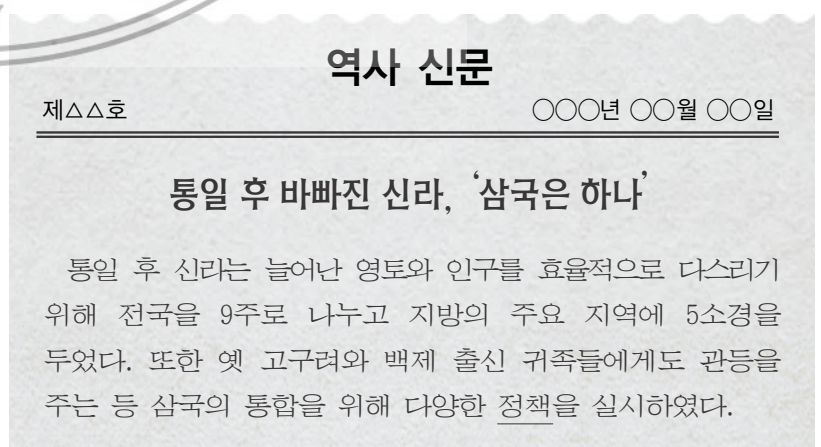 역사 신문
제△△호 ○○○년 ○○월 ○○일
통일 후 바빠진 신라, ‘삼국은 하나’
통일 후 신라는 늘어난 영토와 인구를 효율적으로 다스리기
위해 전국을 9주로 나누고 지방의 주요 지역에 5소경을
두었다. 또한 옛 고구려와 백제 출신 귀족들에게도 관등을
주는 등 삼국의 통합을 위해 다양한 정책을 실시하였다.